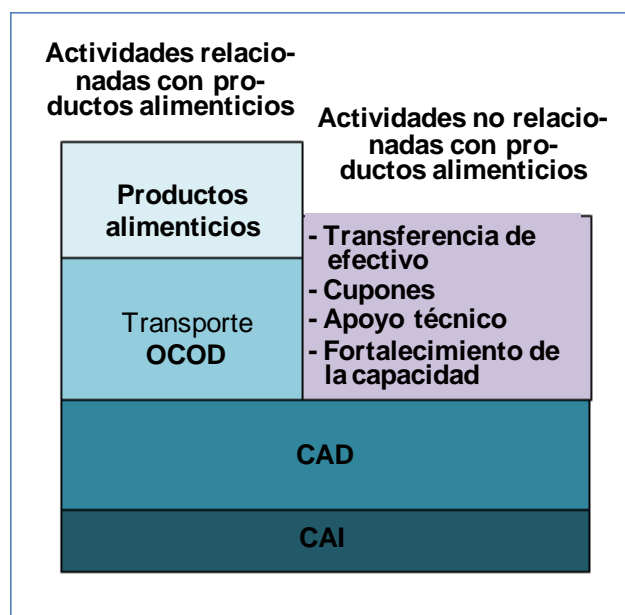 Actividades relacio-
nadas con pro-
ductos alimenticios
Productos
alimenticios
Transporte
OCOD
Actividades no relacio-
nadas con pro-
ductos alimenticios
- Transferencia de
efectivo
- Cupones
- Apoyo técnico
- Fortalecimiento de
la capacidad
CAD
CAI